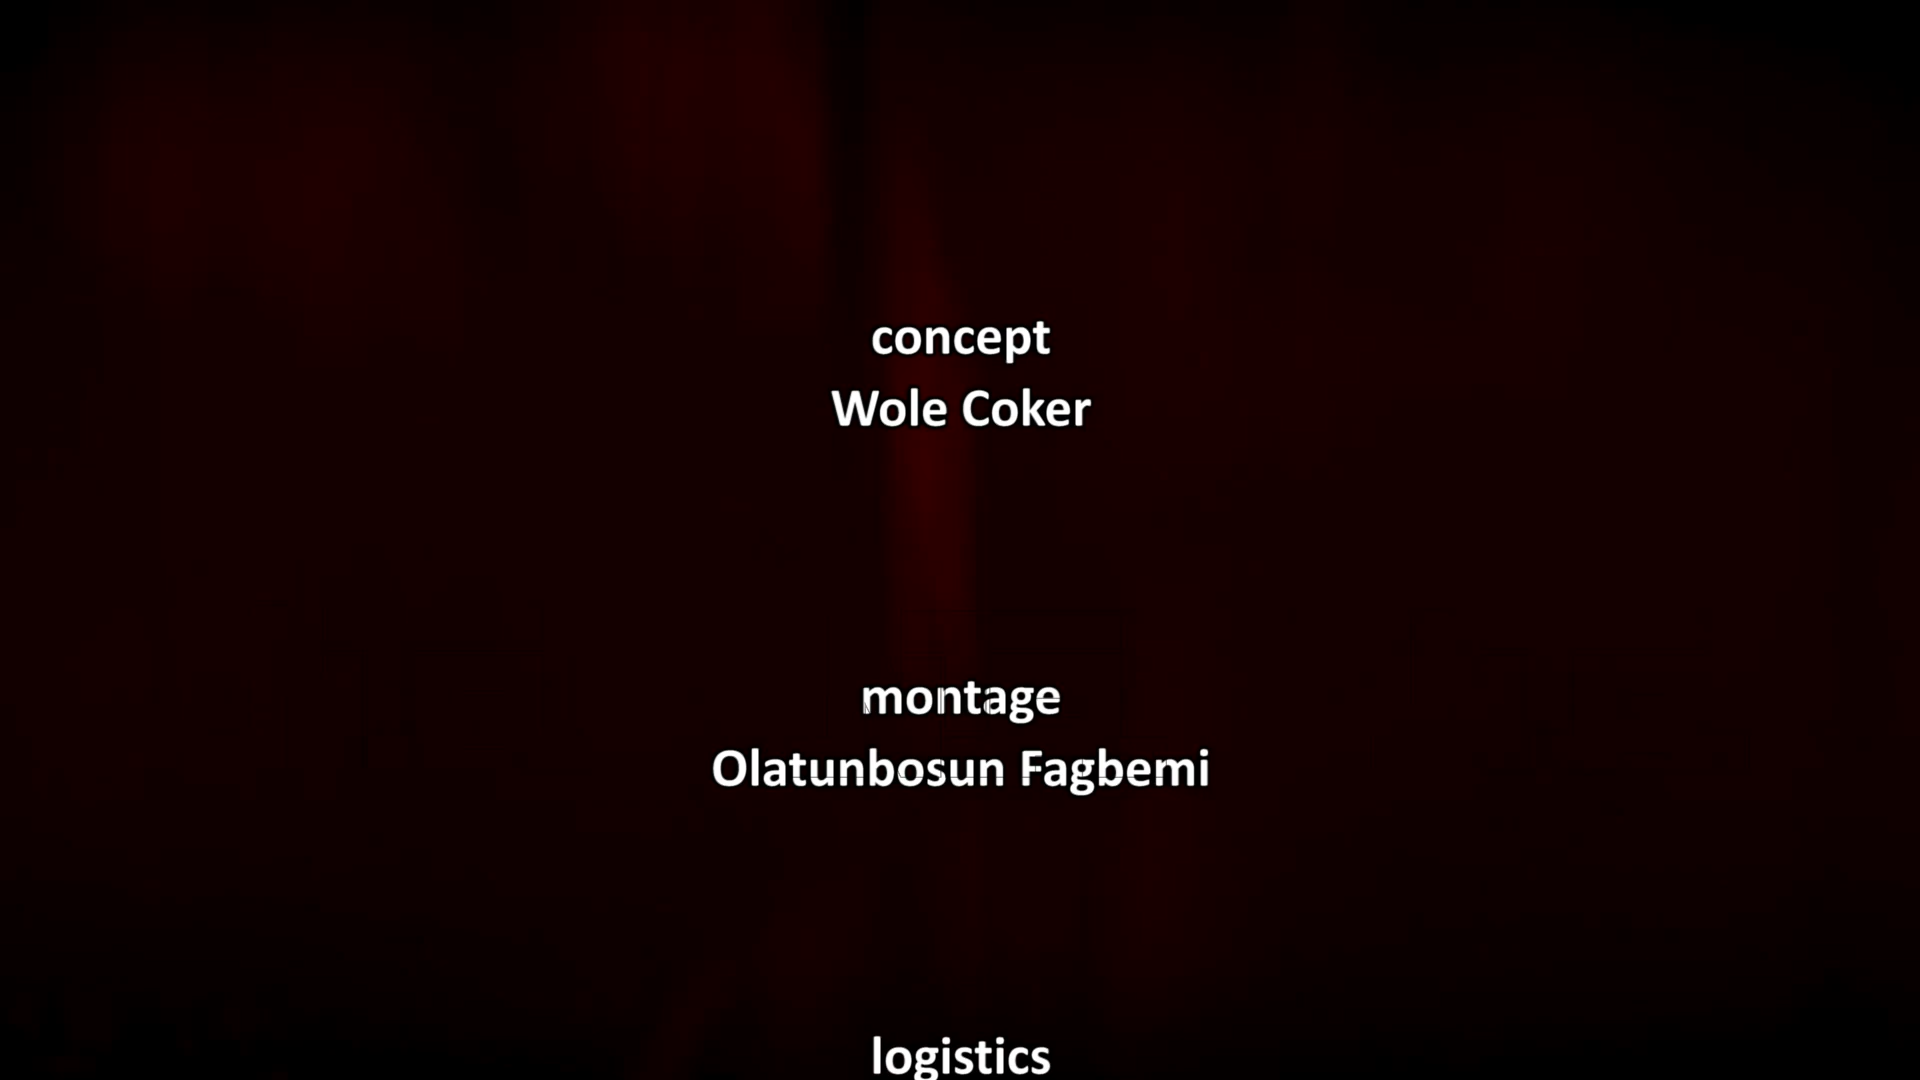 concept
Wole Coker
montage
Olatunbosun Fagbemi
logistics